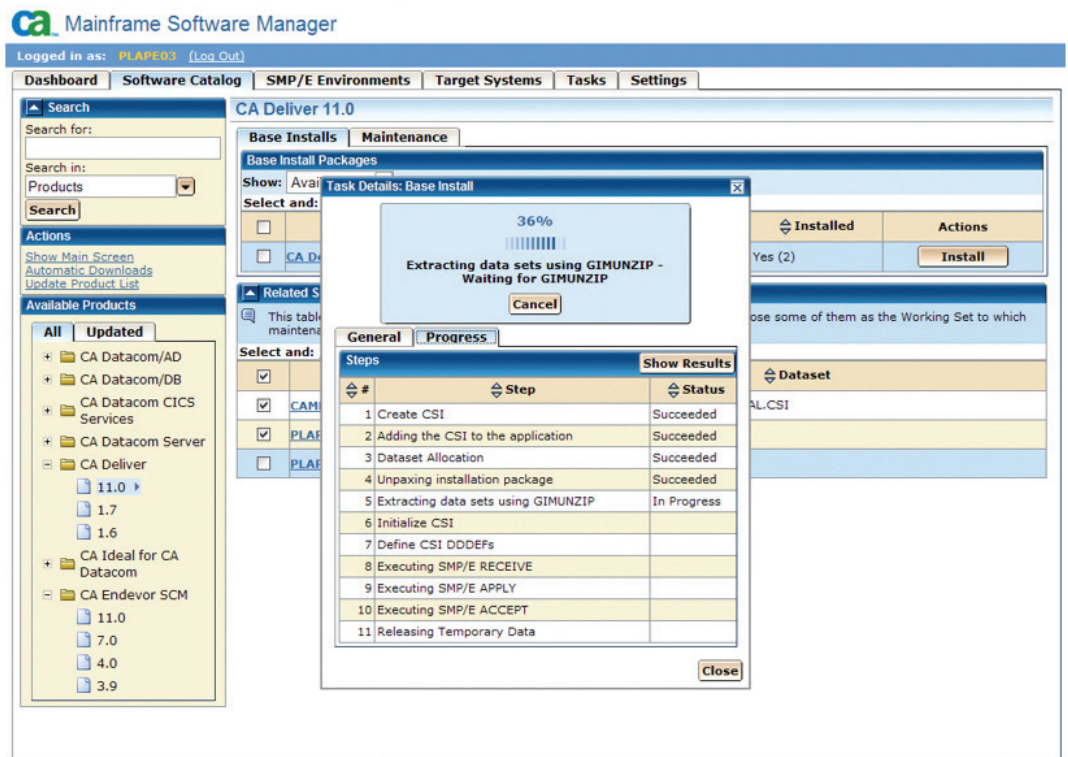 ca Mainframe Software Manager
Logged in as: PLAPE03 (Log Out)
Dashboard Software Catalog SMP/E Environments Target Systems Tasks Settings
Search
Search for:
Search in:
Products
Search
Actions
Show Main Screen
Automatic Downloads
Update Product List
Available Products
All Updated
CA Datacom/AD
CA Datacom/DB
CA Datacom CICS
Services
CA Datacom Server
CA Deliver
11.0
1.7
1.6
CA Ideal for CA
Datacom
CA Endevor SCM
11.0
7.0
4.0
3.9
CA Deliver 11.0
Base Installs Maintenance
Base Install Packages
Show: Avai
Select and:
Installed Actions
CA De Yes (2) Install
Related S
This table ose some of them as the Working Set to which
maintena
Select and:
Dataset
CAMI AL.CSI
PLAP
PLAP
Task Details: Base Install
36%
Extracting data sets using GIMUNZIP -
Waiting for GIMUNZIP
Cancel
General Progress
Steps Show Results
# Step Status
1 Create CSI Succeeded
2 Adding the CSI to the application Succeeded
3 Dataset Allocation Succeeded
4 Unpaxing installation package Succeeded
5 Extracting data sets using GIMUNZIP In Progress
6 Initialize CSI
7 Define CSI DDDEFs
8 Executing SMP/E RECEIVE
9 Executing SMP/E APPLY
10 Executing SMP/E ACCEPT
11 Releasing Temporary Data
Close